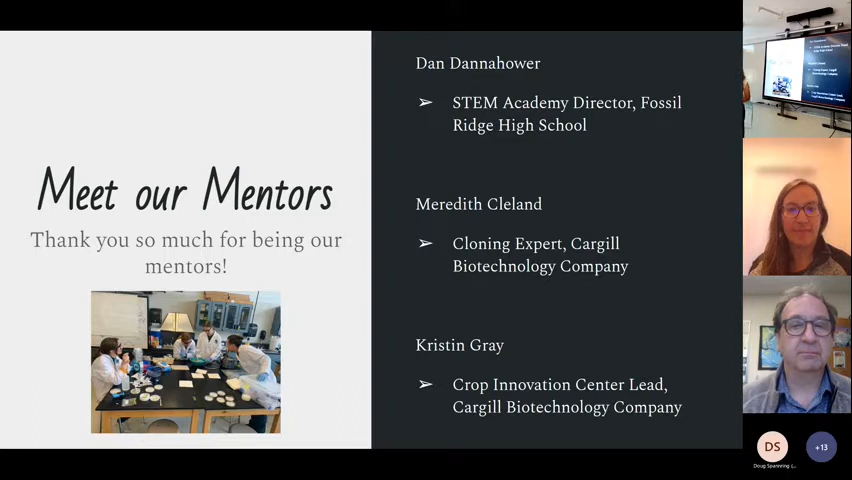 Meet our Mentors
Thank you so much for being our
mentors!
Dan Dannahower
➢ STEM Academy Director, Fossil
Ridge High School
Meredith Cleland
➢ Cloning Expert, Cargill
Biotechnology Company
Kristin Gray
➢ Crop Innovation Center Lead,
Cargill Biotechnology Company
DS
+13